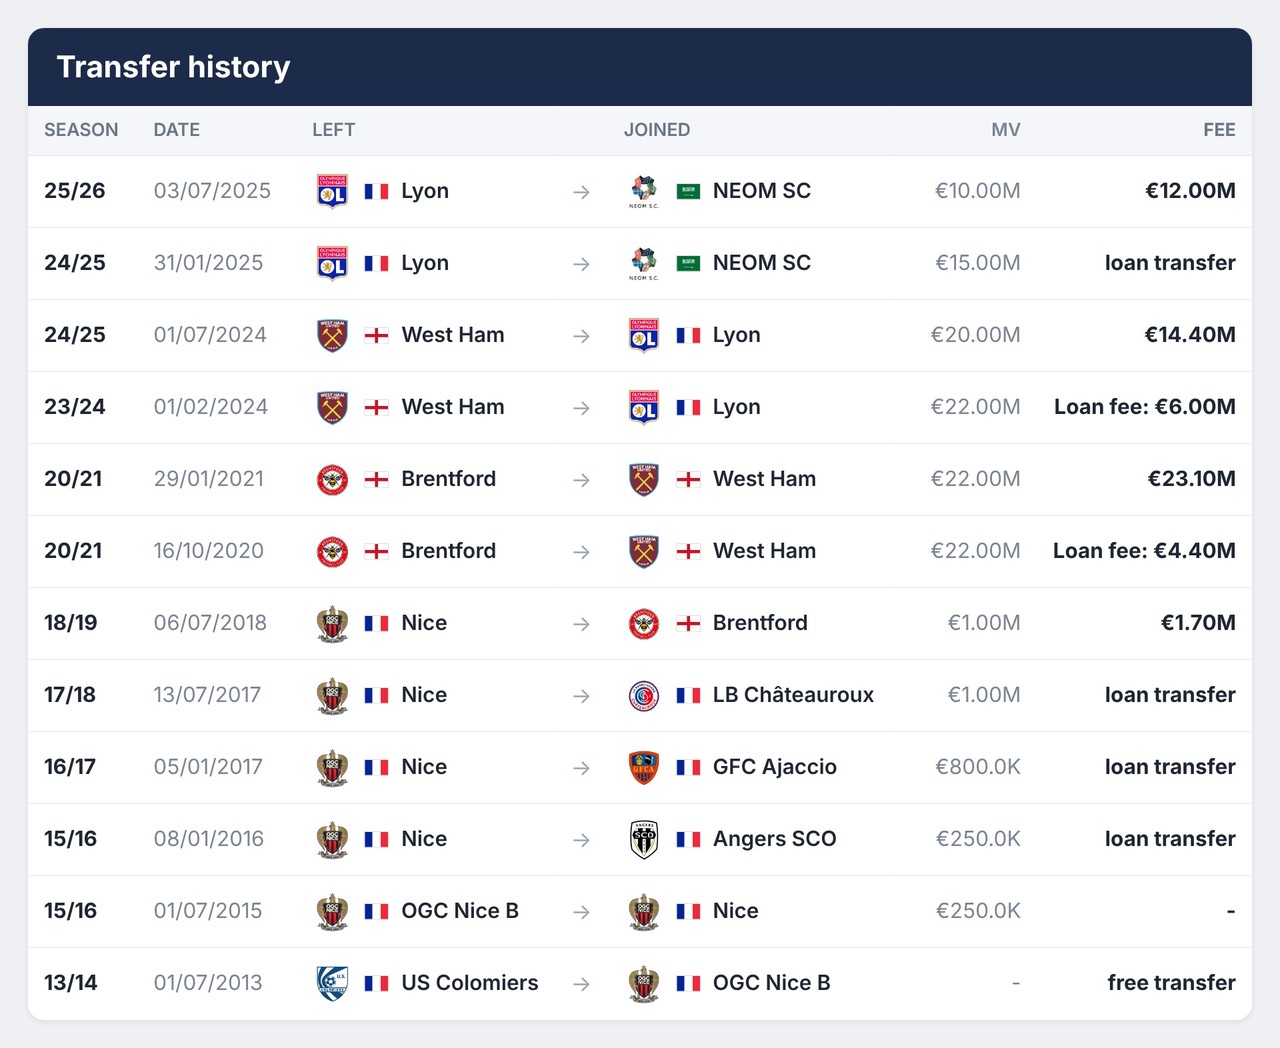 Transfer history
SEASON DATE LEFT JOINED MV FEE
25/26 03/07/2025 Lyon → NEOM SC €10.00M €12.00M
24/25 31/01/2025 Lyon → NEOM SC €15.00M loan transfer
24/25 01/07/2024 West Ham → Lyon €20.00M €14.40M
23/24 01/02/2024 West Ham → Lyon €22.00M Loan fee: €6.00M
20/21 29/01/2021 Brentford → West Ham €22.00M €23.10M
20/21 16/10/2020 Brentford → West Ham €22.00M Loan fee: €4.40M
18/19 06/07/2018 Nice → Brentford €1.00M €1.70M
17/18 13/07/2017 Nice → LB Châteauroux €1.00M loan transfer
16/17 05/01/2017 Nice → GFC Ajaccio €800.0K loan transfer
15/16 08/01/2016 Nice → Angers SCO €250.0K loan transfer
15/16 01/07/2015 OGC Nice B → Nice €250.0K -
13/14 01/07/2013 US Colomiers → OGC Nice B - free transfer